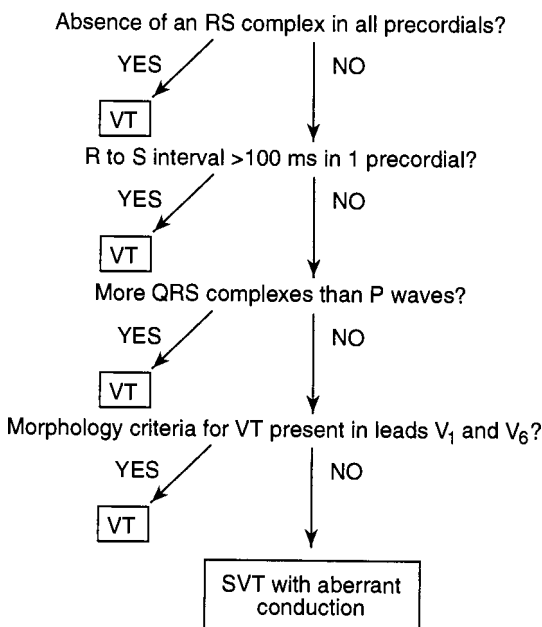 Absence of an RS complex in all precordials?
YES
NO
VT
R to S interval >100 ms in 1 precordial?
YES
NO
VT
More QRS complexes than P waves?
YES
NO
VT
Morphology criteria for VT present in leads V₁ and V₆?
YES
NO
VT
SVT with aberrant
conduction